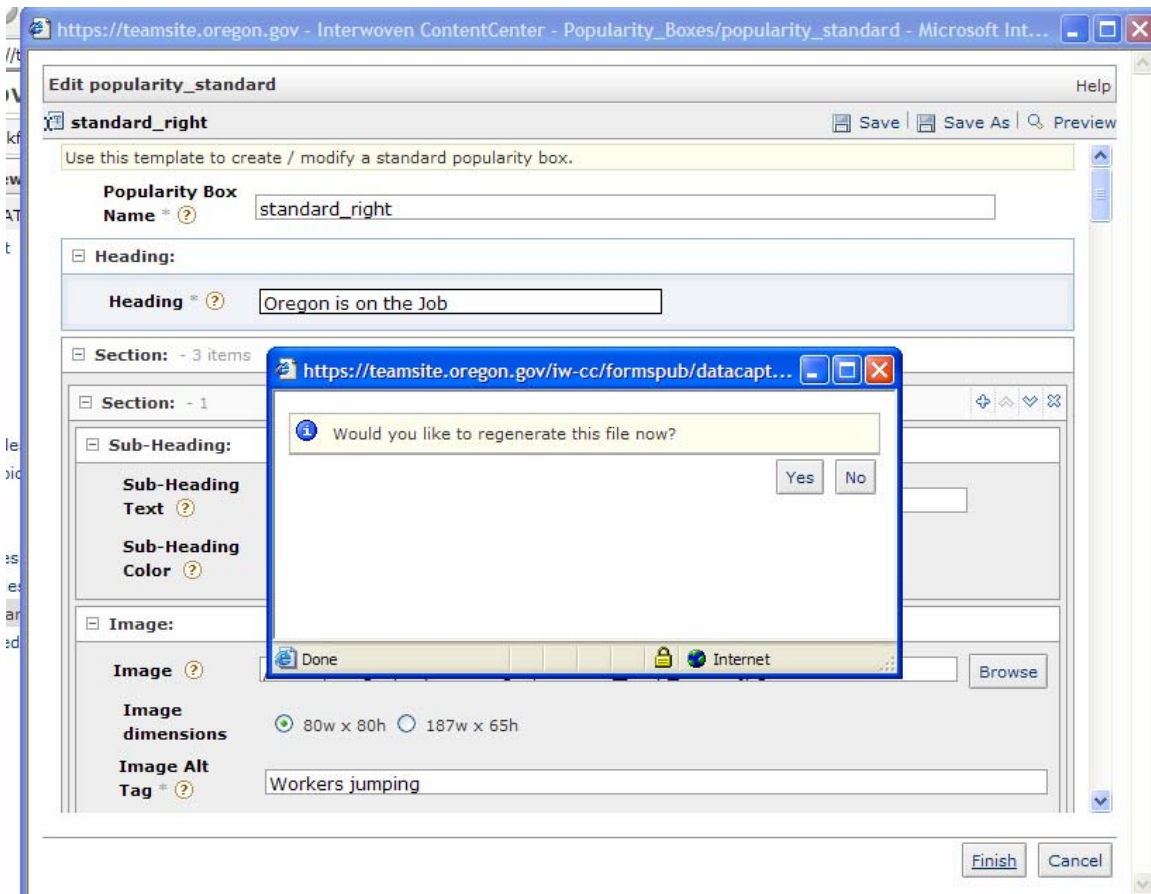 https://teamsite.oregon.gov - Interwoven ContentCenter - Popularity_Boxes/popularity_standard - Microsoft Int...
Edit popularity_standard
Help
standard_right
Save | Save As | Preview
Use this template to create / modify a standard popularity box.
Popularity Box
Name * ?
standard_right
Heading:
Heading * ?
Oregon is on the Job
Section: - 3 items
Section: - 1
Sub-Heading:
Sub-Heading
Text ?
Sub-Heading
Color ?
https://teamsite.oregon.gov/iw-cc/formspub/datacapt...
Would you like to regenerate this file now?
Yes No
Done
Internet
Image:
Image ?
Browse
Image
dimensions
80w x 80h
187w x 65h
Image Alt
Tag * ?
Workers jumping
Finish
Cancel